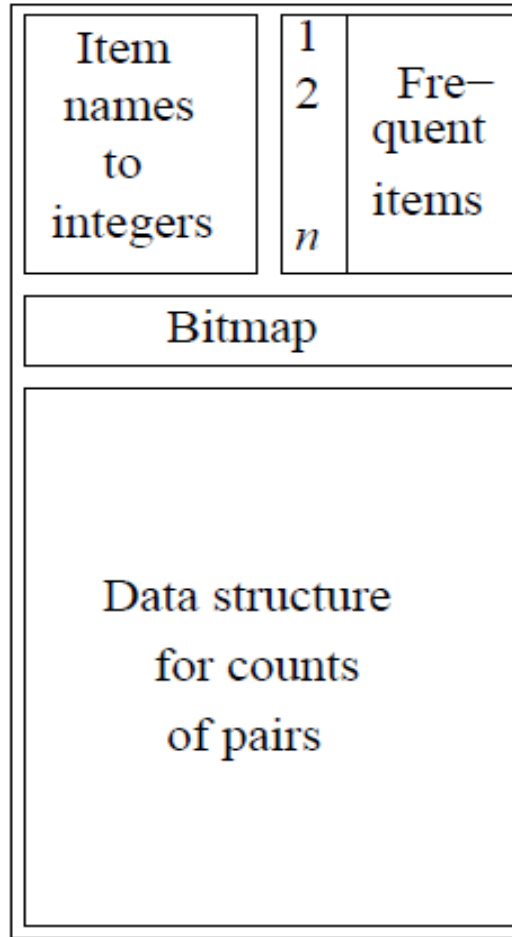 Item
names
to
integers
1
2
n
Fre–
quent
items
Bitmap
Data structure
for counts
of pairs